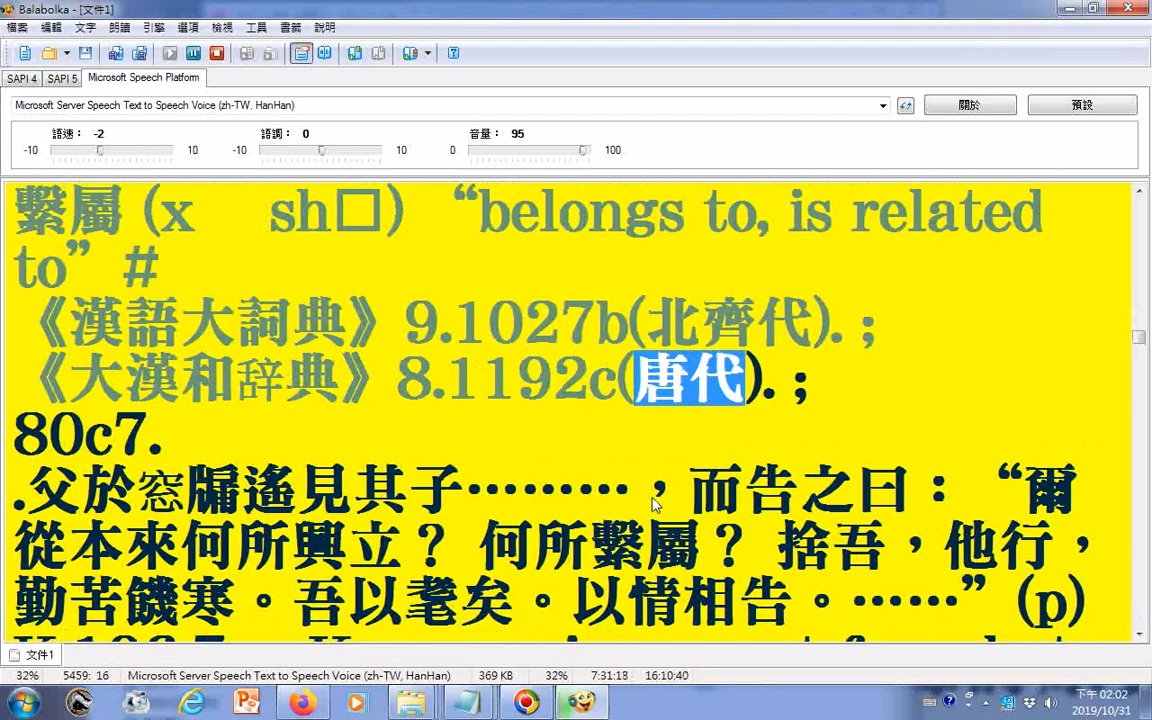 Balabolka - [文件1]
檔案 編輯 文字 朗讀 引擎 選項 檢視 工具 書籤 說明
SAPI 4 SAPI 5 Microsoft Speech Platform
Microsoft Server Speech Text to Speech Voice (zh-TW, HanHan) 關於 預設
語速： -2 語調： 0 音量： 95
-10 10 -10 10 0 100
繫屬 (x sh□) “belongs to, is related
to” #
《漢語大詞典》 9.1027b(北齊代). ;
《大漢和辞典》 8.1192c(唐代). ;
80c7.
.父於窓牖遙見其子………，而告之曰：“爾
從本來何所興立？ 何所繫屬？ 捨吾，他行，
勤苦饑寒。吾以耄矣。以情相告。……” (p)
文件1
32% 5459: 16 Microsoft Server Speech Text to Speech Voice (zh-TW, HanHan) 369 KB 32% 7:31:18 16:10:40
下午 02:02
2019/10/31